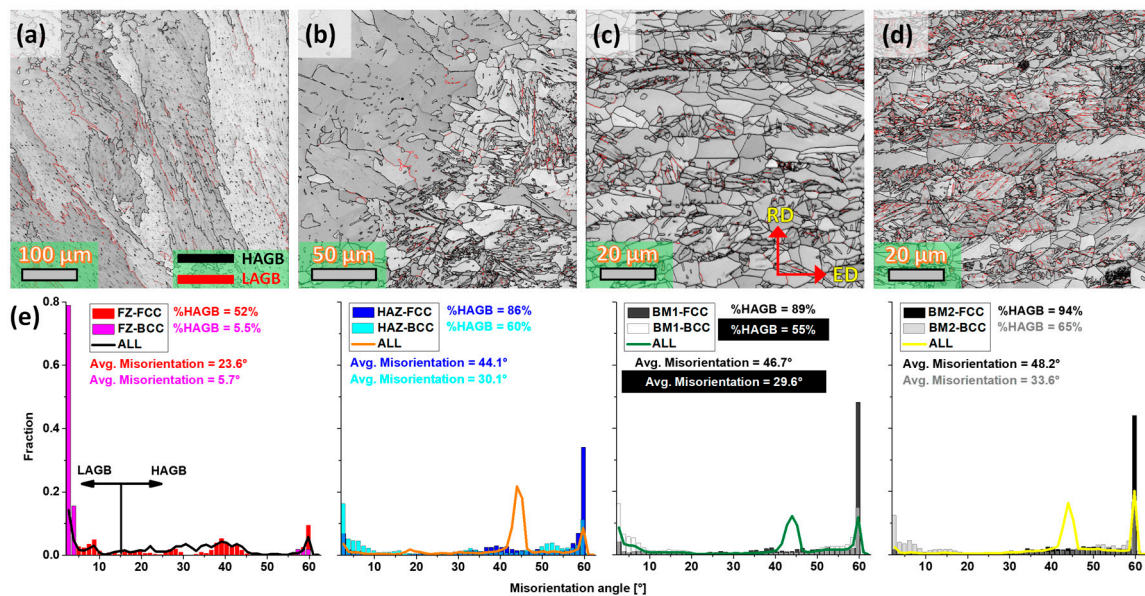 (a)
(b)
(c)
(d)
RD
ED
100 µm
HAGB
LAGB
50 µm
20 µm
20 µm
(e)
FZ-FCC %HAGB = 52%
FZ-BCC %HAGB = 5.5%
ALL
Avg. Misorientation = 23.6°
Avg. Misorientation = 5.7°
HAZ-FCC %HAGB = 86%
HAZ-BCC %HAGB = 60%
ALL
Avg. Misorientation = 44.1°
Avg. Misorientation = 30.1°
BM1-FCC %HAGB = 89%
BM1-BCC %HAGB = 55%
ALL
Avg. Misorientation = 46.7°
Avg. Misorientation = 29.6°
BM2-FCC %HAGB = 94%
BM2-BCC %HAGB = 65%
ALL
Avg. Misorientation = 48.2°
Avg. Misorientation = 33.6°
0.8
0.6
0.4
0.2
0.0
Fraction
LAGB HAGB
10 20 30 40 50 60
10 20 30 40 50 60
10 20 30 40 50 60
10 20 30 40 50 60
Misorientation angle [°]